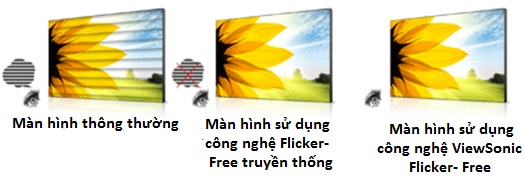 Màn hình thông thường
Màn hình sử dụng
công nghệ Flicker-
Free truyền thống
Màn hình sử dụng
công nghệ ViewSonic
Flicker- Free